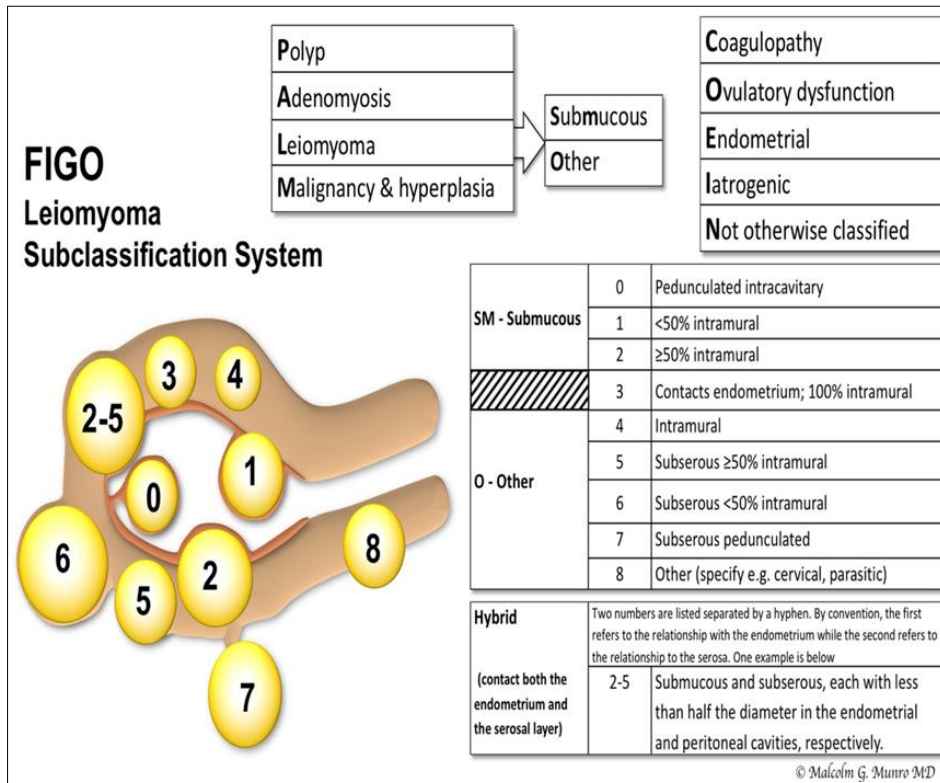 Polyp
Adenomyosis
Leiomyoma
Malignancy & hyperplasia
Submucous
Other
Coagulopathy
Ovulatory dysfunction
Endometrial
Iatrogenic
Not otherwise classified
FIGO
Leiomyoma
Subclassification System
3
4
2-5
1
0
6
5
2
8
7
SM - Submucous
0 Pedunculated intracavitary
1 <50% intramural
2 ≥50% intramural
3 Contacts endometrium; 100% intramural
O - Other
4 Intramural
5 Subserous ≥50% intramural
6 Subserous <50% intramural
7 Subserous pedunculated
8 Other (specify e.g. cervical, parasitic)
Hybrid
(contact both the
endometrium and
the serosal layer)
Two numbers are listed separated by a hyphen. By convention, the first
refers to the relationship with the endometrium while the second refers to
the relationship to the serosa. One example is below
2-5 Submucous and subserous, each with less
than half the diameter in the endometrial
and peritoneal cavities, respectively.
© Malcolm G. Munro MD